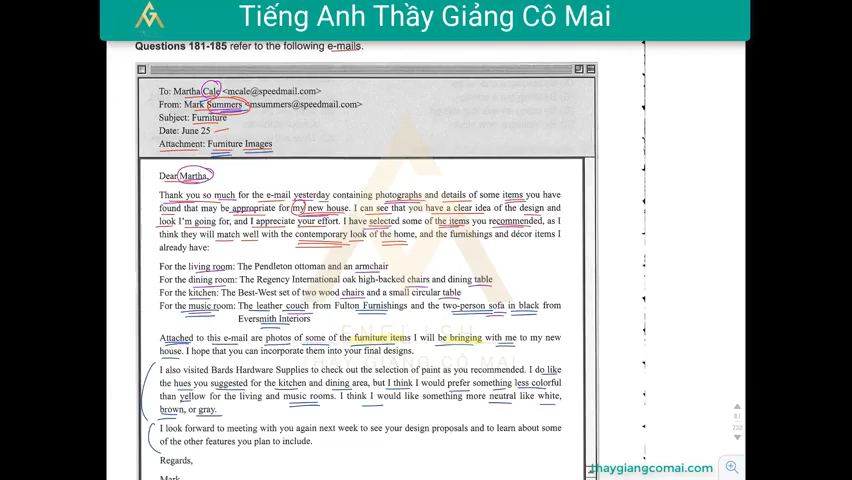 Tiếng Anh Thầy Giảng Cô Mai
Questions 181-185 refer to the following e-mails.
To: Martha Cale <mcale@speedmail.com>
From: Mark Summers <msummers@speedmail.com>
Subject: Furniture
Date: June 25
Attachment: Furniture Images
Dear Martha,
Thank you so much for the e-mail yesterday containing photographs and details of some items you have
found that may be appropriate for my new house. I can see that you have a clear idea of the design and
look I'm going for, and I appreciate your effort. I have selected some of the items you recommended, as I
think they will match well with the contemporary look of the home, and the furnishings and décor items I
already have:
For the living room: The Pendleton ottoman and an armchair
For the dining room: The Regency International oak high-backed chairs and dining table
For the kitchen: The Best-West set of two wood chairs and a small circular table
For the music room: The leather couch from Fulton Furnishings and the two-person sofa in black from
Eversmith Interiors
ENGLISH
Attached to this e-mail are photos of some of the furniture items I will be bringing with me to my new
house. I hope that you can incorporate them into your final designs.
THẦY GIẢNG CÔ MAI
I also visited Bards Hardware Supplies to check out the selection of paint as you recommended. I do like
the hues you suggested for the kitchen and dining area, but I think I would prefer something less colorful
than yellow for the living and music rooms. I think I would like something more neutral like white,
brown, or gray.
I look forward to meeting with you again next week to see your design proposals and to learn about some
of the other features you plan to include.
Regards,
Mark
thaygiangcomai.com